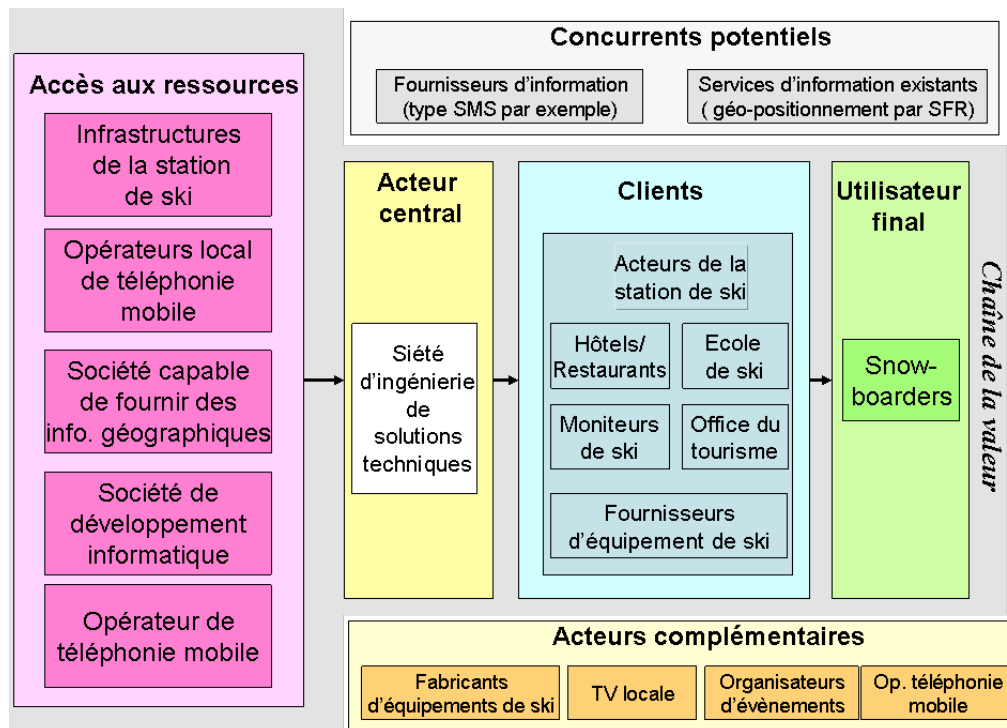 Accès aux ressources
Infrastructures
de la station
de ski
Opérateurs local
de téléphonie
mobile
Société capable
de fournir des
info. géographiques
Société de
développement
informatique
Opérateur de
téléphonie mobile
Concurrents potentiels
Fournisseurs d'information
(type SMS par exemple)
Services d'information existants
( géo-positionnement par SFR)
Acteur
central
Siété
d'ingénierie
de
solutions
techniques
Clients
Acteurs de la
station de ski
Hôtels/
Restaurants
Ecole
de ski
Moniteurs
de ski
Office du
tourisme
Fournisseurs
d'équipement de ski
Utilisateur
final
Snow-
boarders
Chaîne de la valeur
Acteurs complémentaires
Fabricants
d'équipements de ski
TV locale
Organisateurs
d'évènements
Op. téléphonie
mobile